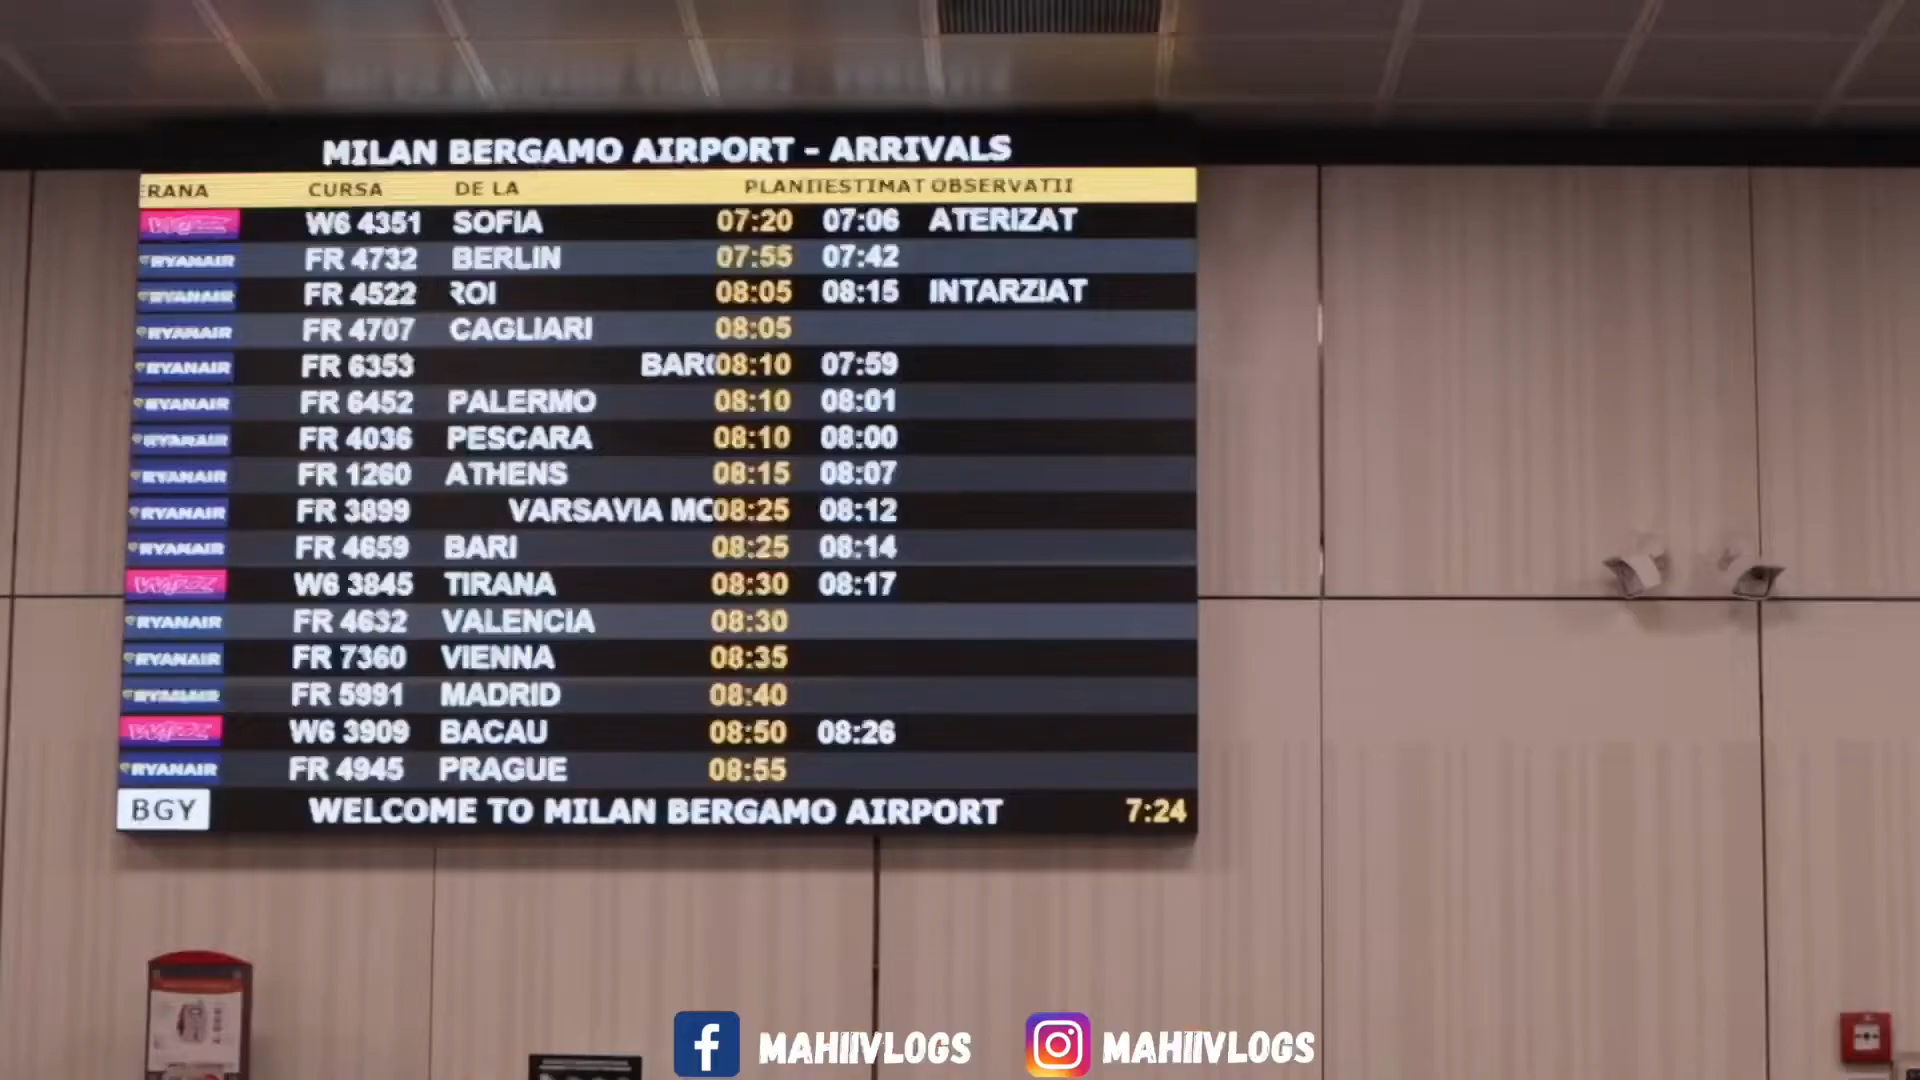 MILAN BERGAMO AIRPORT - ARRIVALS
RANA CURSA DE LA PLANIIESTIMAT OBSERVATII
W6 4351 SOFIA 07:20 07:06 ATERIZAT
RYANAIR FR 4732 BERLIN 07:55 07:42
RYANAIR FR 4522 ROI 08:05 08:15 INTARZIAT
RYANAIR FR 4707 CAGLIARI 08:05
RYANAIR FR 6353 BARC 08:10 07:59
RYANAIR FR 6452 PALERMO 08:10 08:01
RYANAIR FR 4036 PESCARA 08:10 08:00
RYANAIR FR 1260 ATHENS 08:15 08:07
RYANAIR FR 3899 VARSAVIA MO 08:25 08:12
RYANAIR FR 4659 BARI 08:25 08:14
W6 3845 TIRANA 08:30 08:17
RYANAIR FR 4632 VALENCIA 08:30
RYANAIR FR 7360 VIENNA 08:35
RYANAIR FR 5991 MADRID 08:40
W6 3909 BACAU 08:50 08:26
RYANAIR FR 4945 PRAGUE 08:55
BGY WELCOME TO MILAN BERGAMO AIRPORT 7:24
f MAHIIVLOGS MAHIIVLOGS